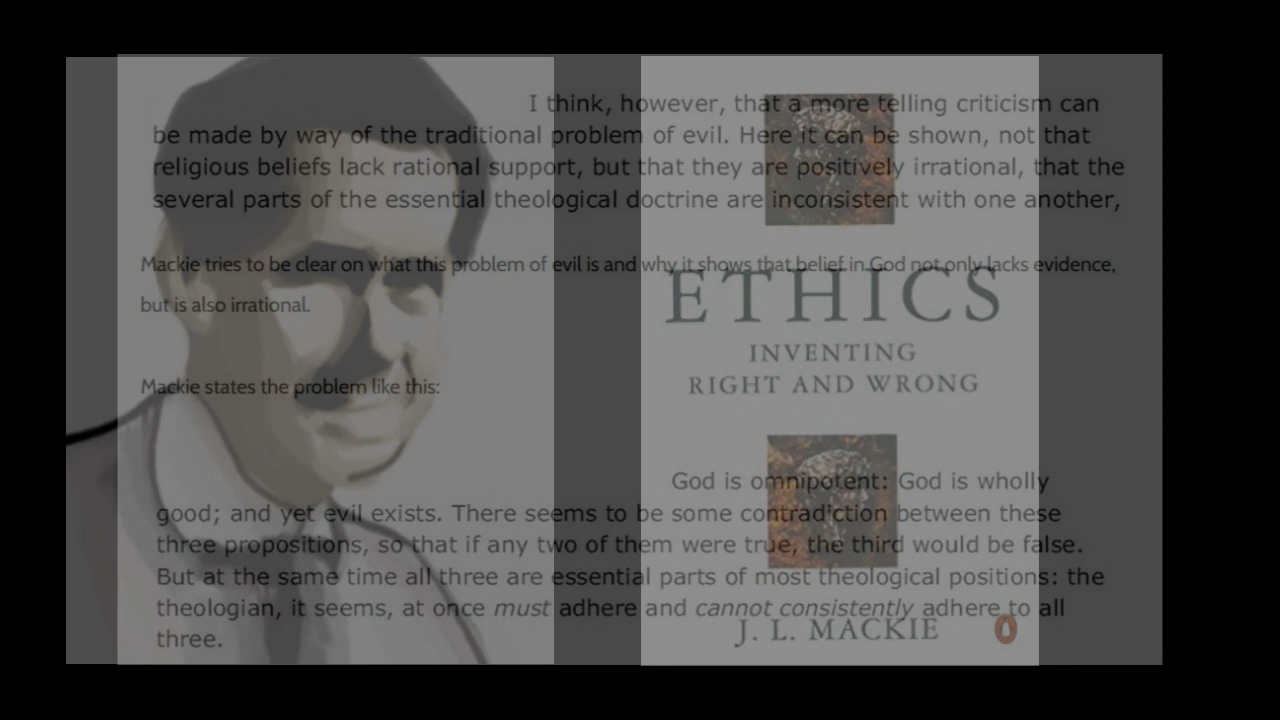 I think, however, that a more telling criticism can
be made by way of the traditional problem of evil. Here it can be shown, not that
religious beliefs lack rational support, but that they are positively irrational, that the
several parts of the essential theological doctrine are inconsistent with one another,
Mackie tries to be clear on what this problem of evil is and why it shows that belief in God not only lacks evidence,
but is also irrational.
Mackie states the problem like this:
God is omnipotent: God is wholly
good; and yet evil exists. There seems to be some contradiction between these
three propositions, so that if any two of them were true, the third would be false.
But at the same time all three are essential parts of most theological positions: the
theologian, it seems, at once must adhere and cannot consistently adhere to all
three.
ETHICS
INVENTING
RIGHT AND WRONG
J. L. MACKIE